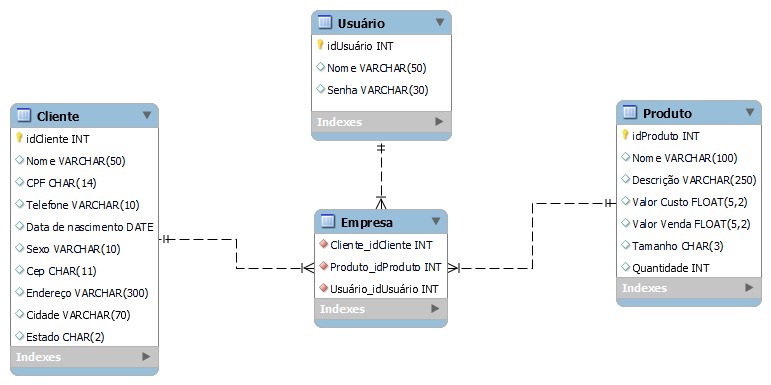 Usuário
idUsuário INT
Nome VARCHAR(50)
Senha VARCHAR(30)
Indexes
Cliente
idCliente INT
Nome VARCHAR(50)
CPF CHAR(14)
Telefone VARCHAR(10)
Data de nascimento DATE
Sexo VARCHAR(10)
Cep CHAR(11)
Endereço VARCHAR(300)
Cidade VARCHAR(70)
Estado CHAR(2)
Indexes
Empresa
Cliente_idCliente INT
Produto_idProduto INT
Usuário_idUsuário INT
Indexes
Produto
idProduto INT
Nome VARCHAR(100)
Descrição VARCHAR(250)
Valor Custo FLOAT(5,2)
Valor Venda FLOAT(5,2)
Tamanho CHAR(3)
Quantidade INT
Indexes